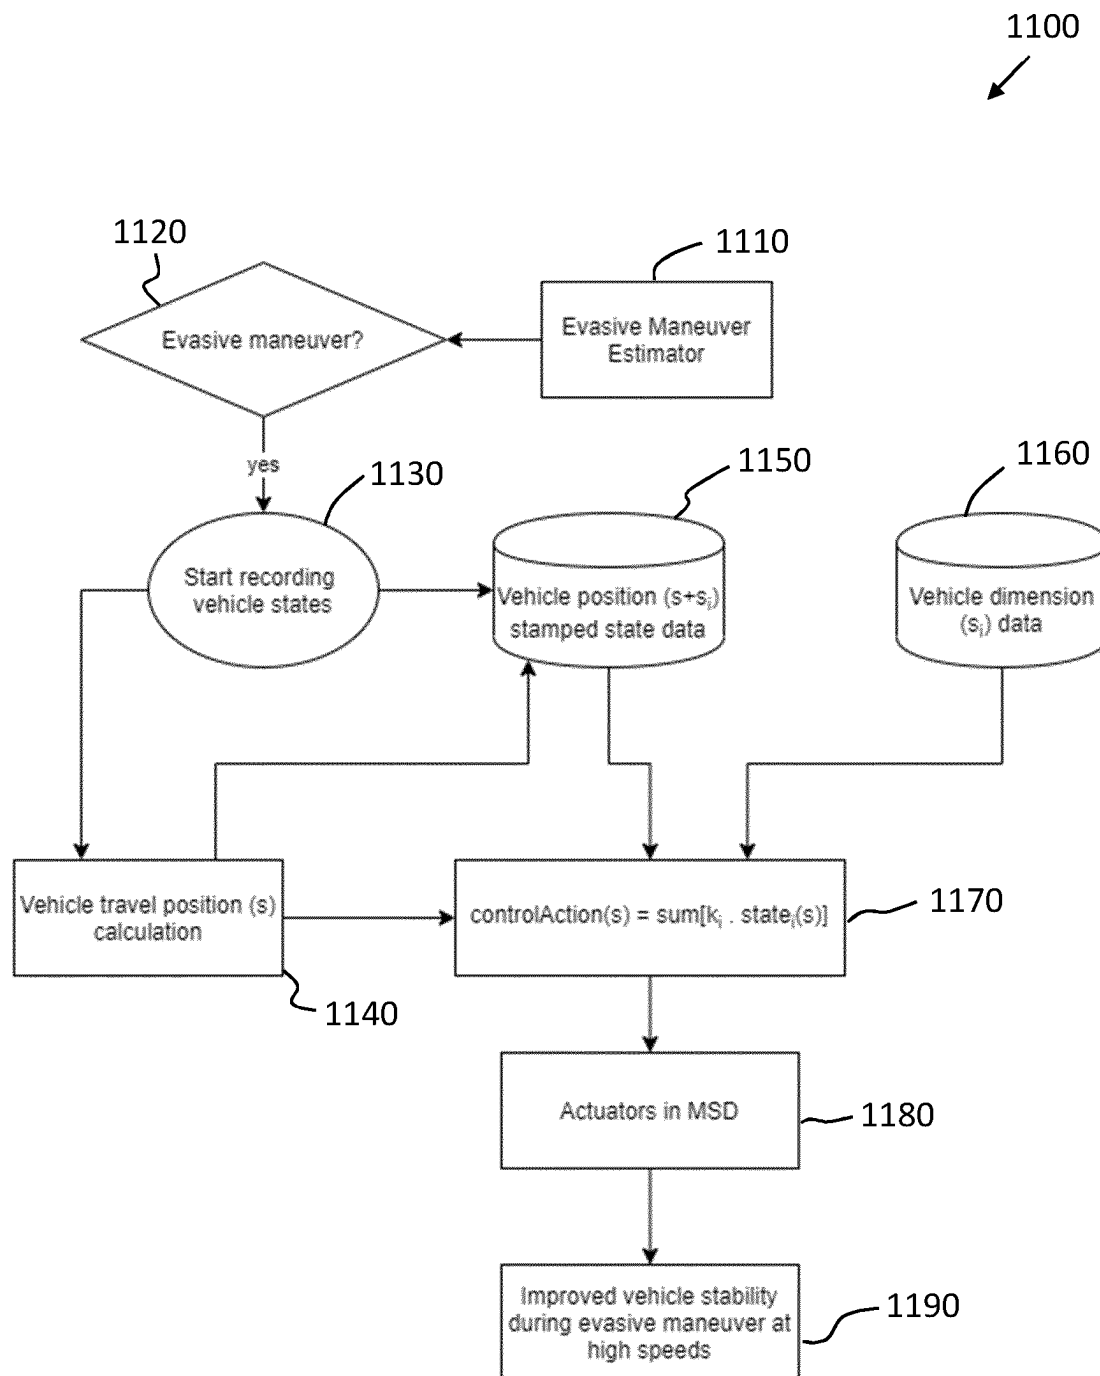 1100
1120
1110
Evasive maneuver?
Evasive Maneuver
Estimator
yes
1130
1150
1160
Start recording
vehicle states
Vehicle position (s+sᵢ)
stamped state data
Vehicle dimension
(sᵢ) data
Vehicle travel position (s)
calculation
controlAction(s) = sum[kᵢ . stateᵢ(s)]
1170
1140
Actuators in MSD
1180
Improved vehicle stability
during evasive maneuver at
high speeds
1190